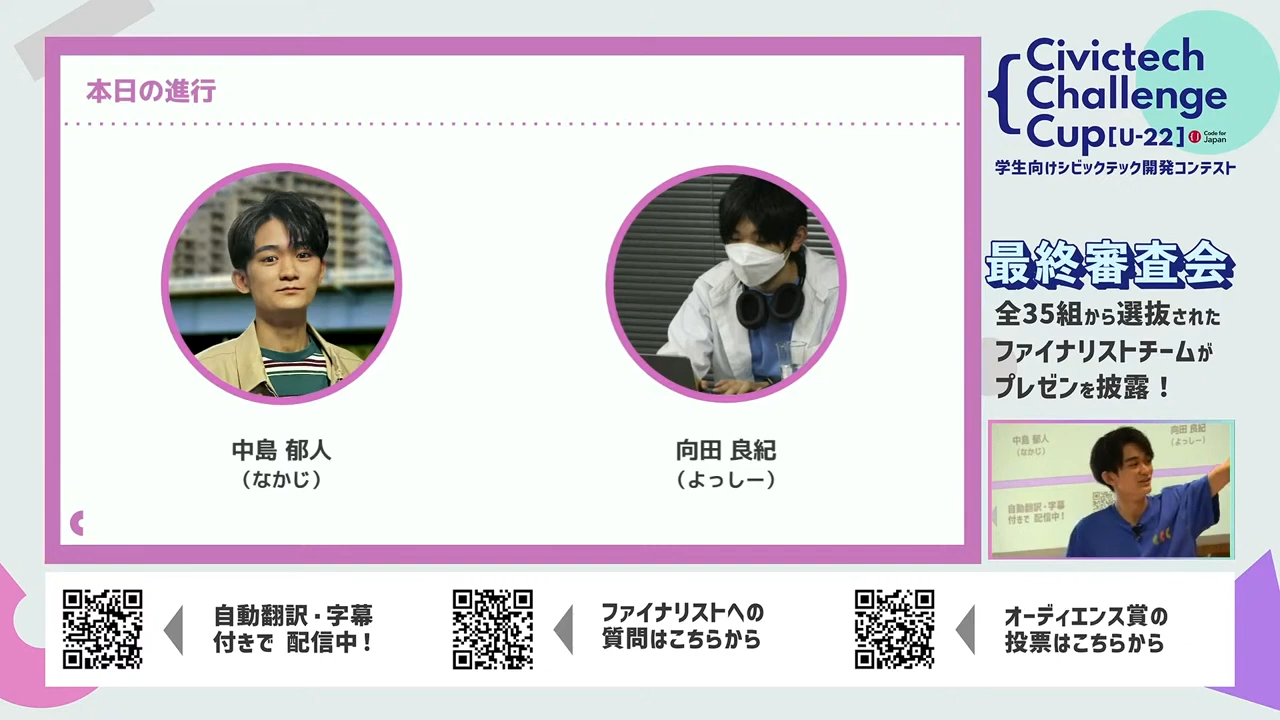 本日の進行
中島 郁人
(なかじ)
向田 良紀
(よっしー)
Civictech
Challenge
Cup[U-22]
Code for
Japan
学生向けシビックテック開発コンテスト
最終審査会
全35組から選抜された
ファイナリストチームが
プレゼンを披露！
中島 郁人
(なかじ)
向田 良紀
(よっしー)
自動翻訳・字幕
付きで 配信中！
自動翻訳・字幕
付きで 配信中！
ファイナリストへの
質問はこちらから
オーディエンス賞の
投票はこちらから